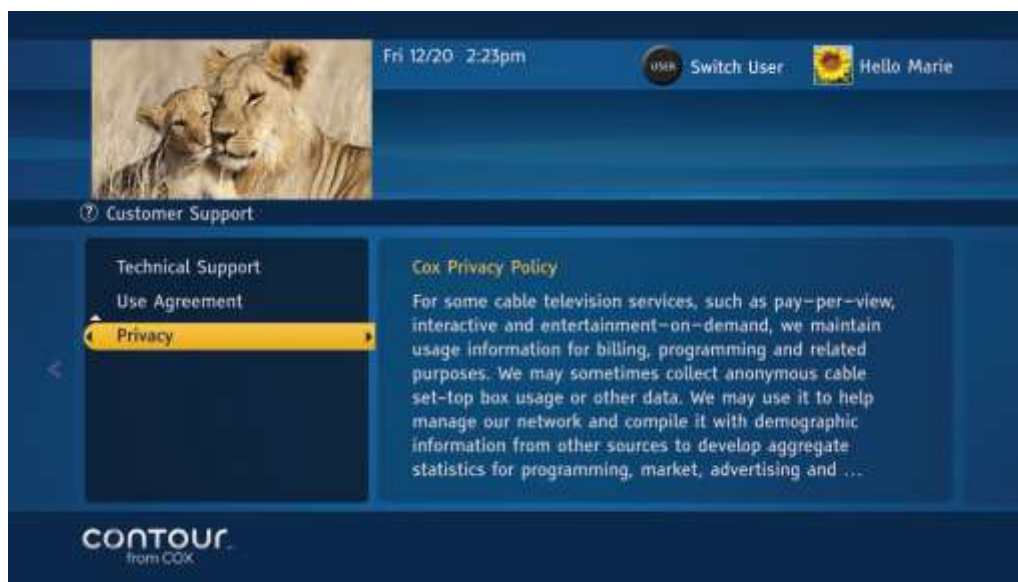 Fri 12/20 2:23pm
USER Switch User
Hello Marie
? Customer Support
Technical Support
Use Agreement
Privacy
Cox Privacy Policy
For some cable television services, such as pay-per-view,
interactive and entertainment-on-demand, we maintain
usage information for billing, programming and related
purposes. We may sometimes collect anonymous cable
set-top box usage or other data. We may use it to help
manage our network and compile it with demographic
information from other sources to develop aggregate
statistics for programming, market, advertising and ...
contour
from COX